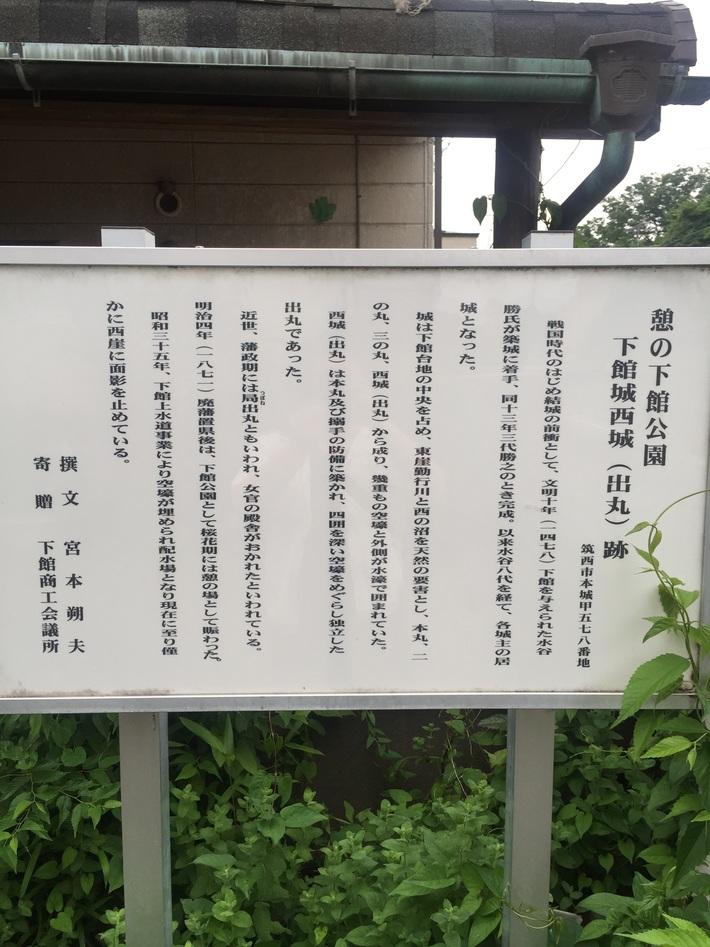 憩の下館公園
下館城西城（出丸）跡
筑西市本城甲五七八番地
戦国時代のはじめ結城の前衝として、文明十年（一四七八）下館を与えられた水谷
勝氏が築城に着手、同十三年三代勝之のとき完成。以来水谷八代を経て、各城主の居
城となった。
城は下館台地の中央を占め、東崖勤行川と西の沼を天然の要害とし、本丸、二
の丸、三の丸、西城（出丸）から成り、幾重もの空壕と外側が水濠で囲まれていた。
西城（出丸）は本丸及び搦手の防備に築かれ、四囲を深い空壕をめぐらし独立した
出丸であった。
近世、藩政期には局出丸ともいわれ、女官の殿舎がおかれたといわれている。
つぼね
明治四年（一八七一）廃藩置県後は、下館公園として桜花期には憩の場として賑わった。
昭和三十五年、下館上水道事業により空壕が埋められ配水場となり現在に至り僅
かに西崖に面影を止めている。
撰文 宮本朔夫
寄贈 下館商工会議所